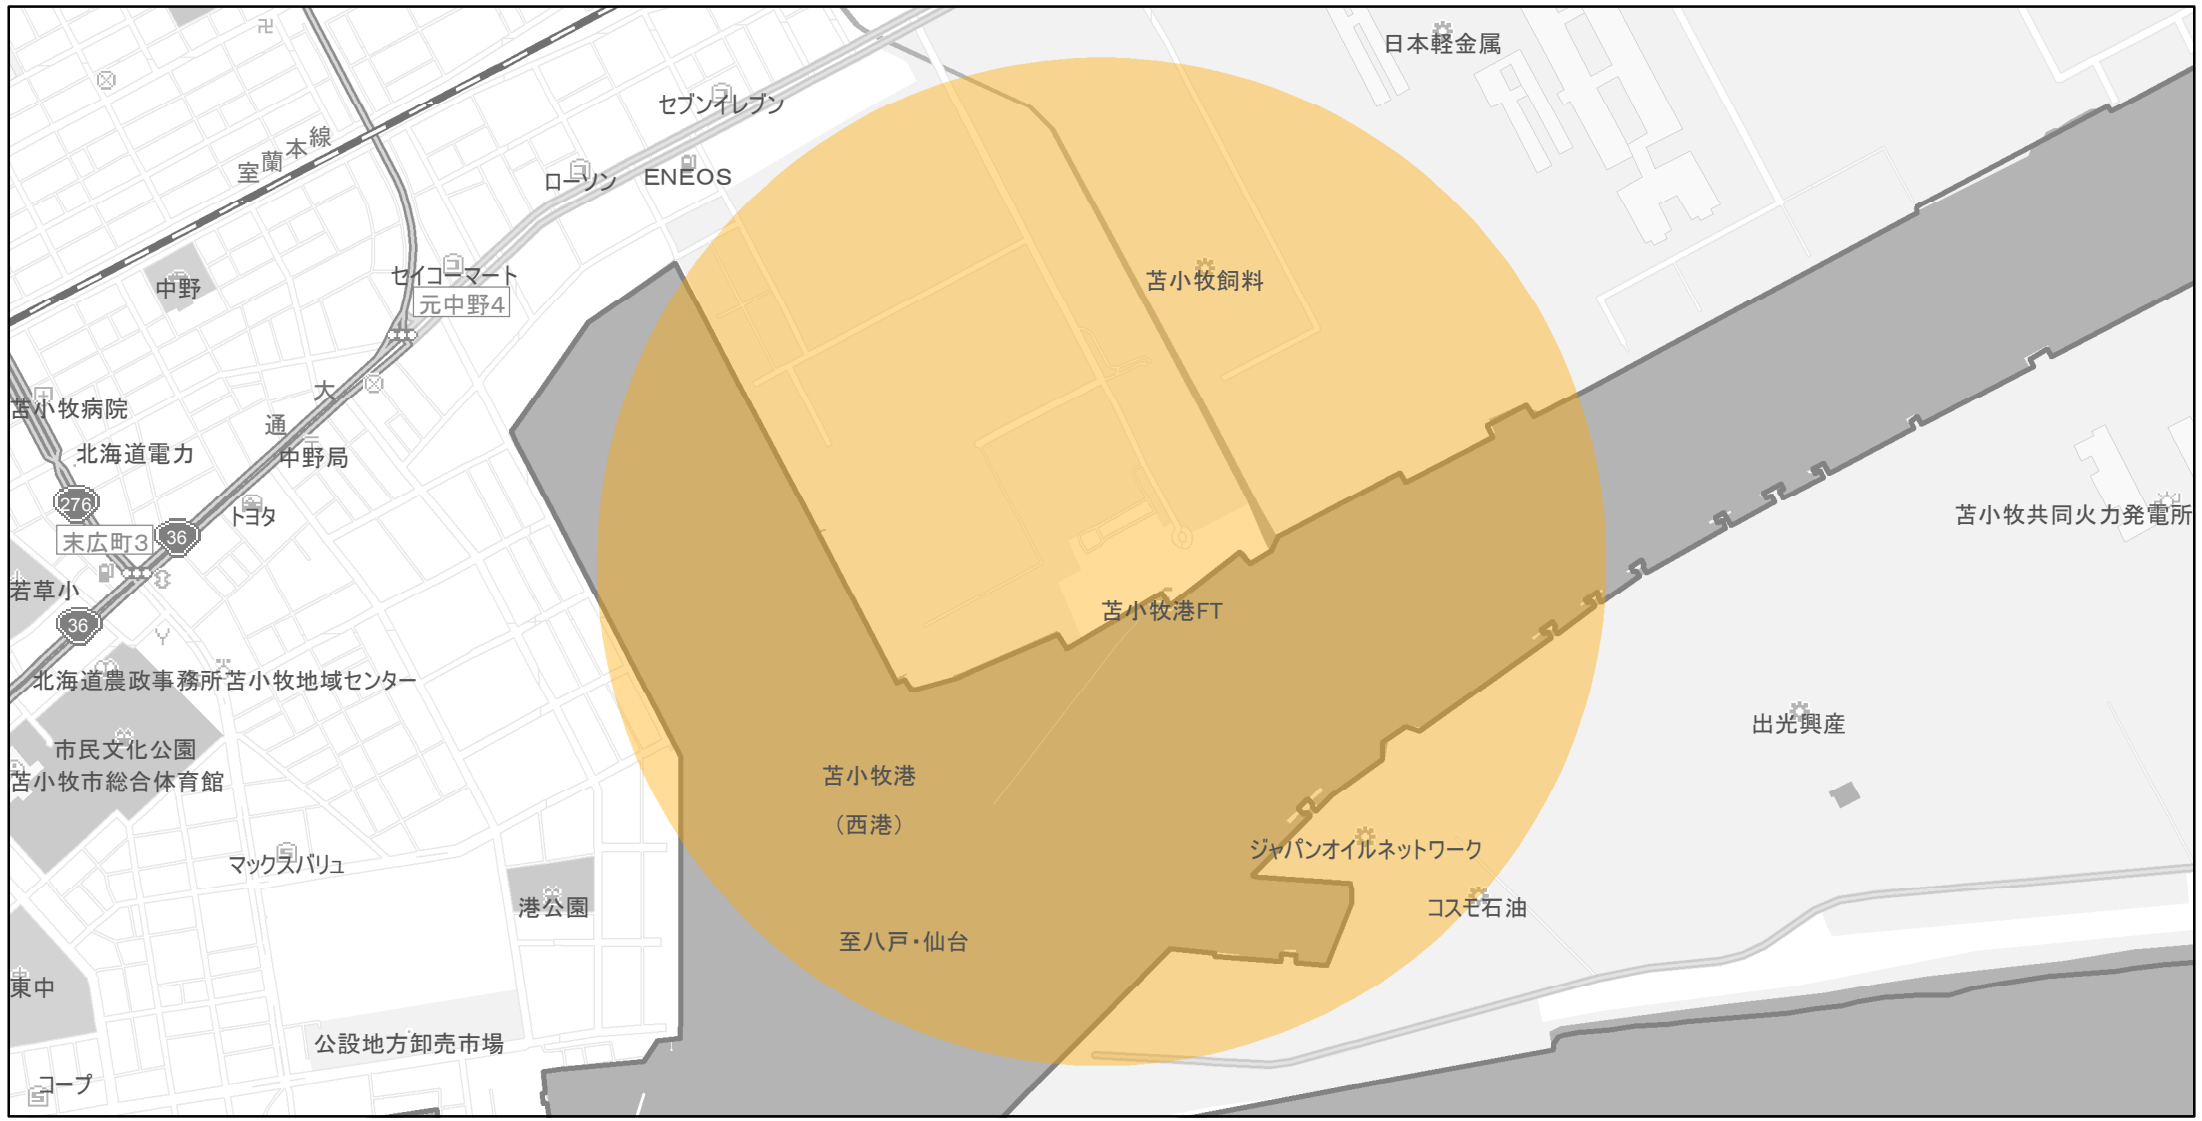 日本軽金属
セブンイレブン
室蘭本線
ローソン
ENEOS
セイコーマート
中野
元中野4
苫小牧飼料
大通
苫小牧病院
北海道電力
中野局
276
トヨタ
36
末広町3
苫小牧共同火力発電所
若草小
苫小牧港FT
36
北海道農政事務所苫小牧地域センター
出光興産
市民文化公園
苫小牧市総合体育館
苫小牧港
（西港）
マックスバリュ
ジャパンオイルネットワーク
港公園
コスモ石油
至八戸・仙台
東中
公設地方卸売市場
コープ